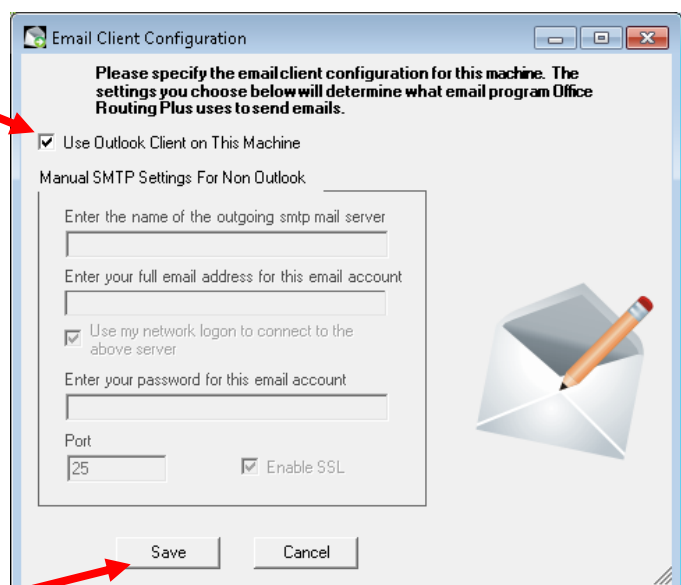 Email Client Configuration
Please specify the email client configuration for this machine. The
settings you choose below will determine what email program Office
Routing Plus uses to send emails.
Use Outlook Client on This Machine
Manual SMTP Settings For Non Outlook
Enter the name of the outgoing smtp mail server
Enter your full email address for this email account
Use my network logon to connect to the
above server
Enter your password for this email account
Port
25
Enable SSL
Save
Cancel